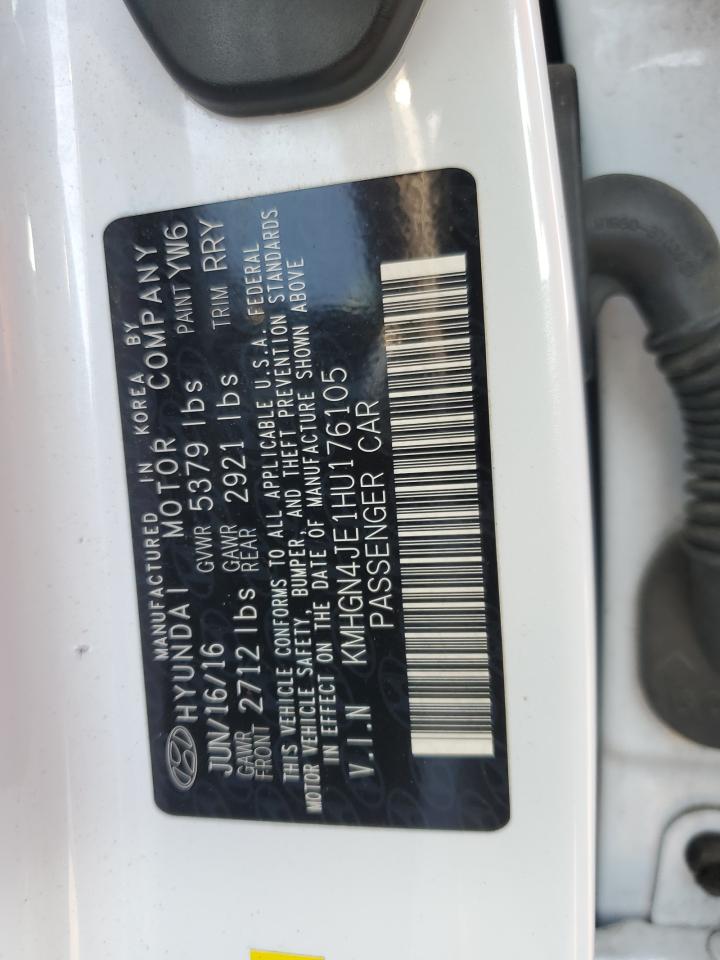 MANUFACTURED IN KOREA BY
HYUNDAI MOTOR COMPANY
JUN/16/16 GVWR 5379 lbs PAINT YW6
GAWR FRONT 2712 lbs GAWR REAR 2921 lbs TRIM RRY
THIS VEHICLE CONFORMS TO ALL APPLICABLE U.S.A. FEDERAL
MOTOR VEHICLE SAFETY, BUMPER, AND THEFT PREVENTION STANDARDS
IN EFFECT ON THE DATE OF MANUFACTURE SHOWN ABOVE
V.I.N KMHGN4JE1HU176105
PASSENGER CAR